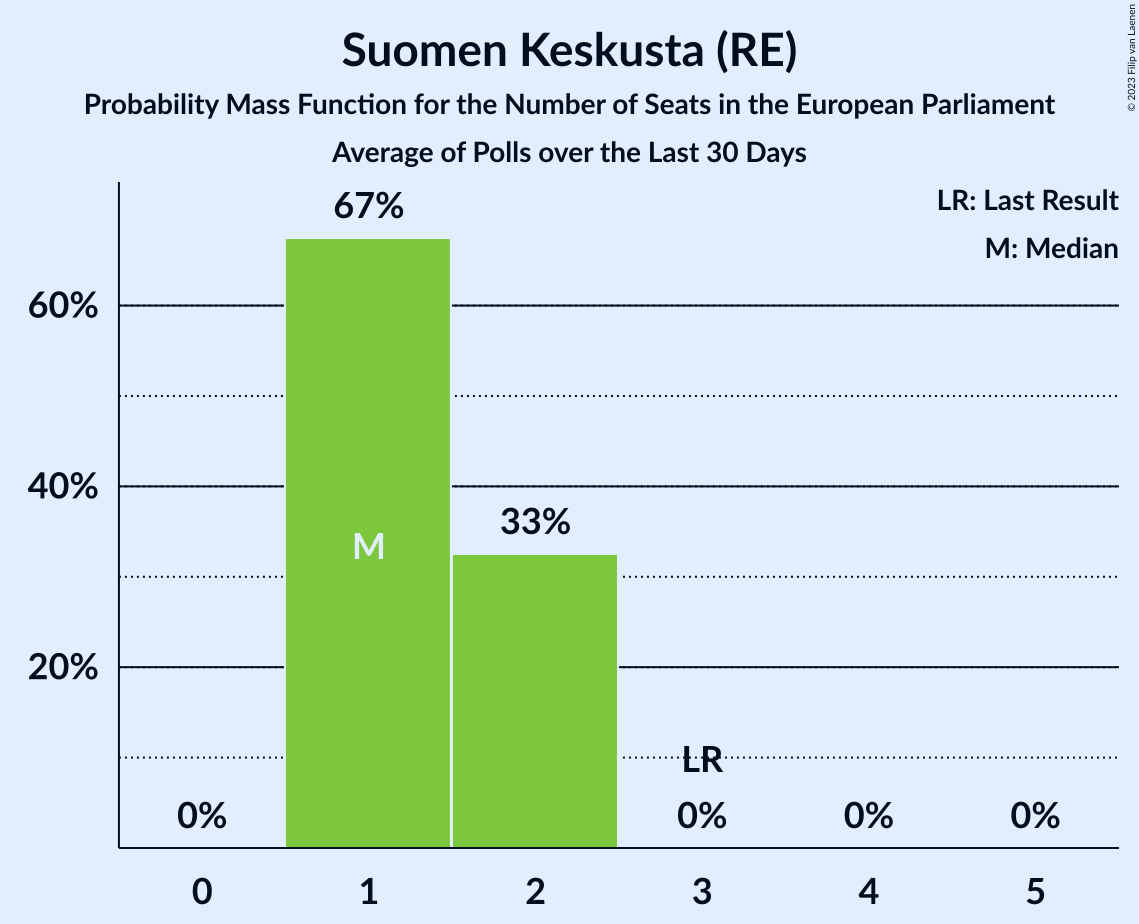 Suomen Keskusta (RE)
Probability Mass Function for the Number of Seats in the European Parliament
Average of Polls over the Last 30 Days
© 2023 Filip van Laenen
LR: Last Result
M: Median
67%
60%
40%
33%
M
20%
LR
0%
0%
0%
0%
0
1
2
3
4
5